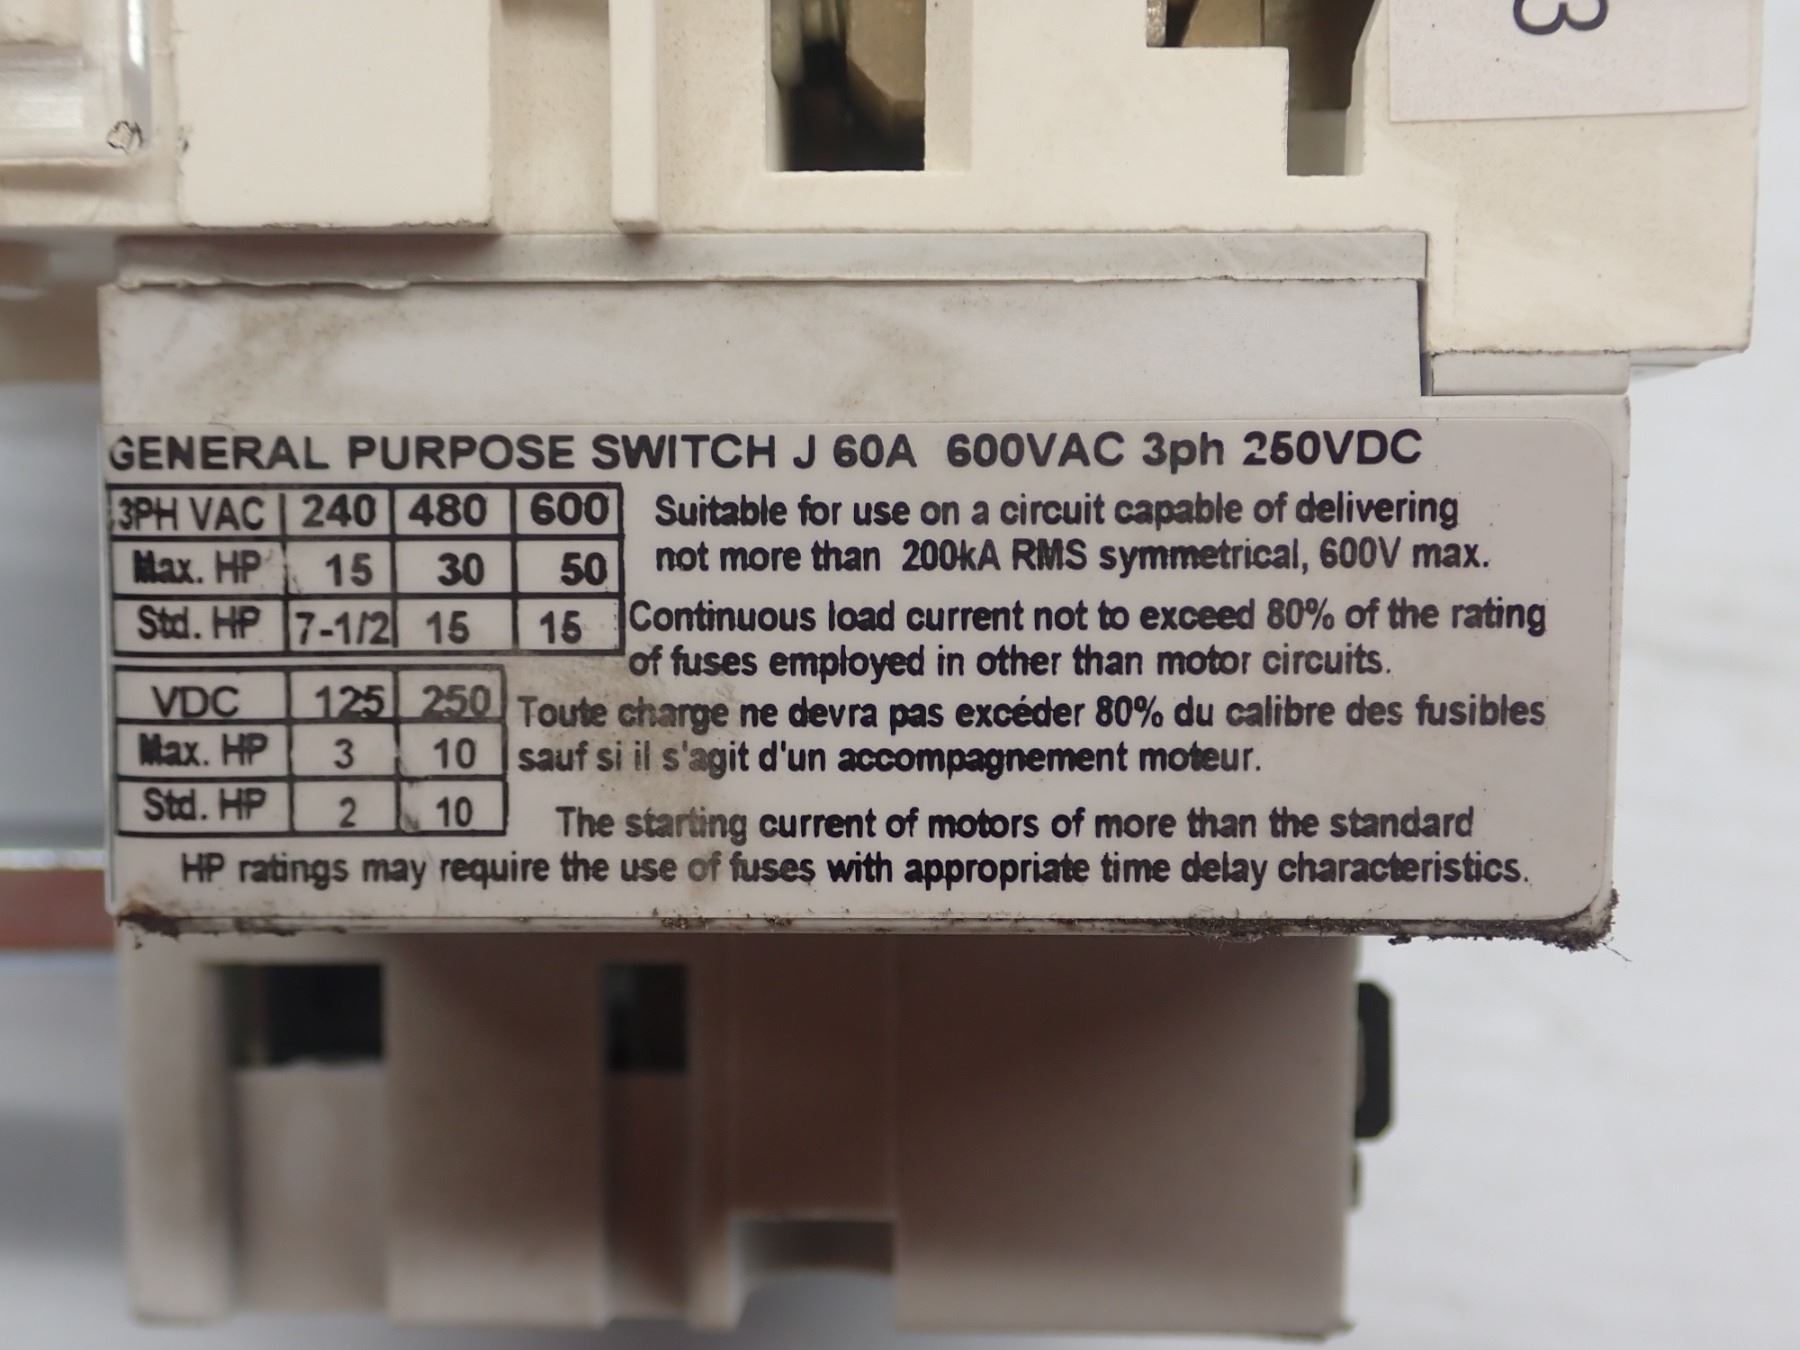 3
GENERAL PURPOSE SWITCH J 60A 600VAC 3ph 250VDC
3PH VAC 240 480 600
Max. HP 15 30 50
Std. HP 7-1/2 15 15
Suitable for use on a circuit capable of delivering
not more than 200kA RMS symmetrical, 600V max.
Continuous load current not to exceed 80% of the rating
of fuses employed in other than motor circuits.
VDC 125 250
Max. HP 3 10
Std. HP 2 10
Toute charge ne devra pas excéder 80% du calibre des fusibles
sauf si il s'agit d'un accompagnement moteur.
The starting current of motors of more than the standard
HP ratings may require the use of fuses with appropriate time delay characteristics.